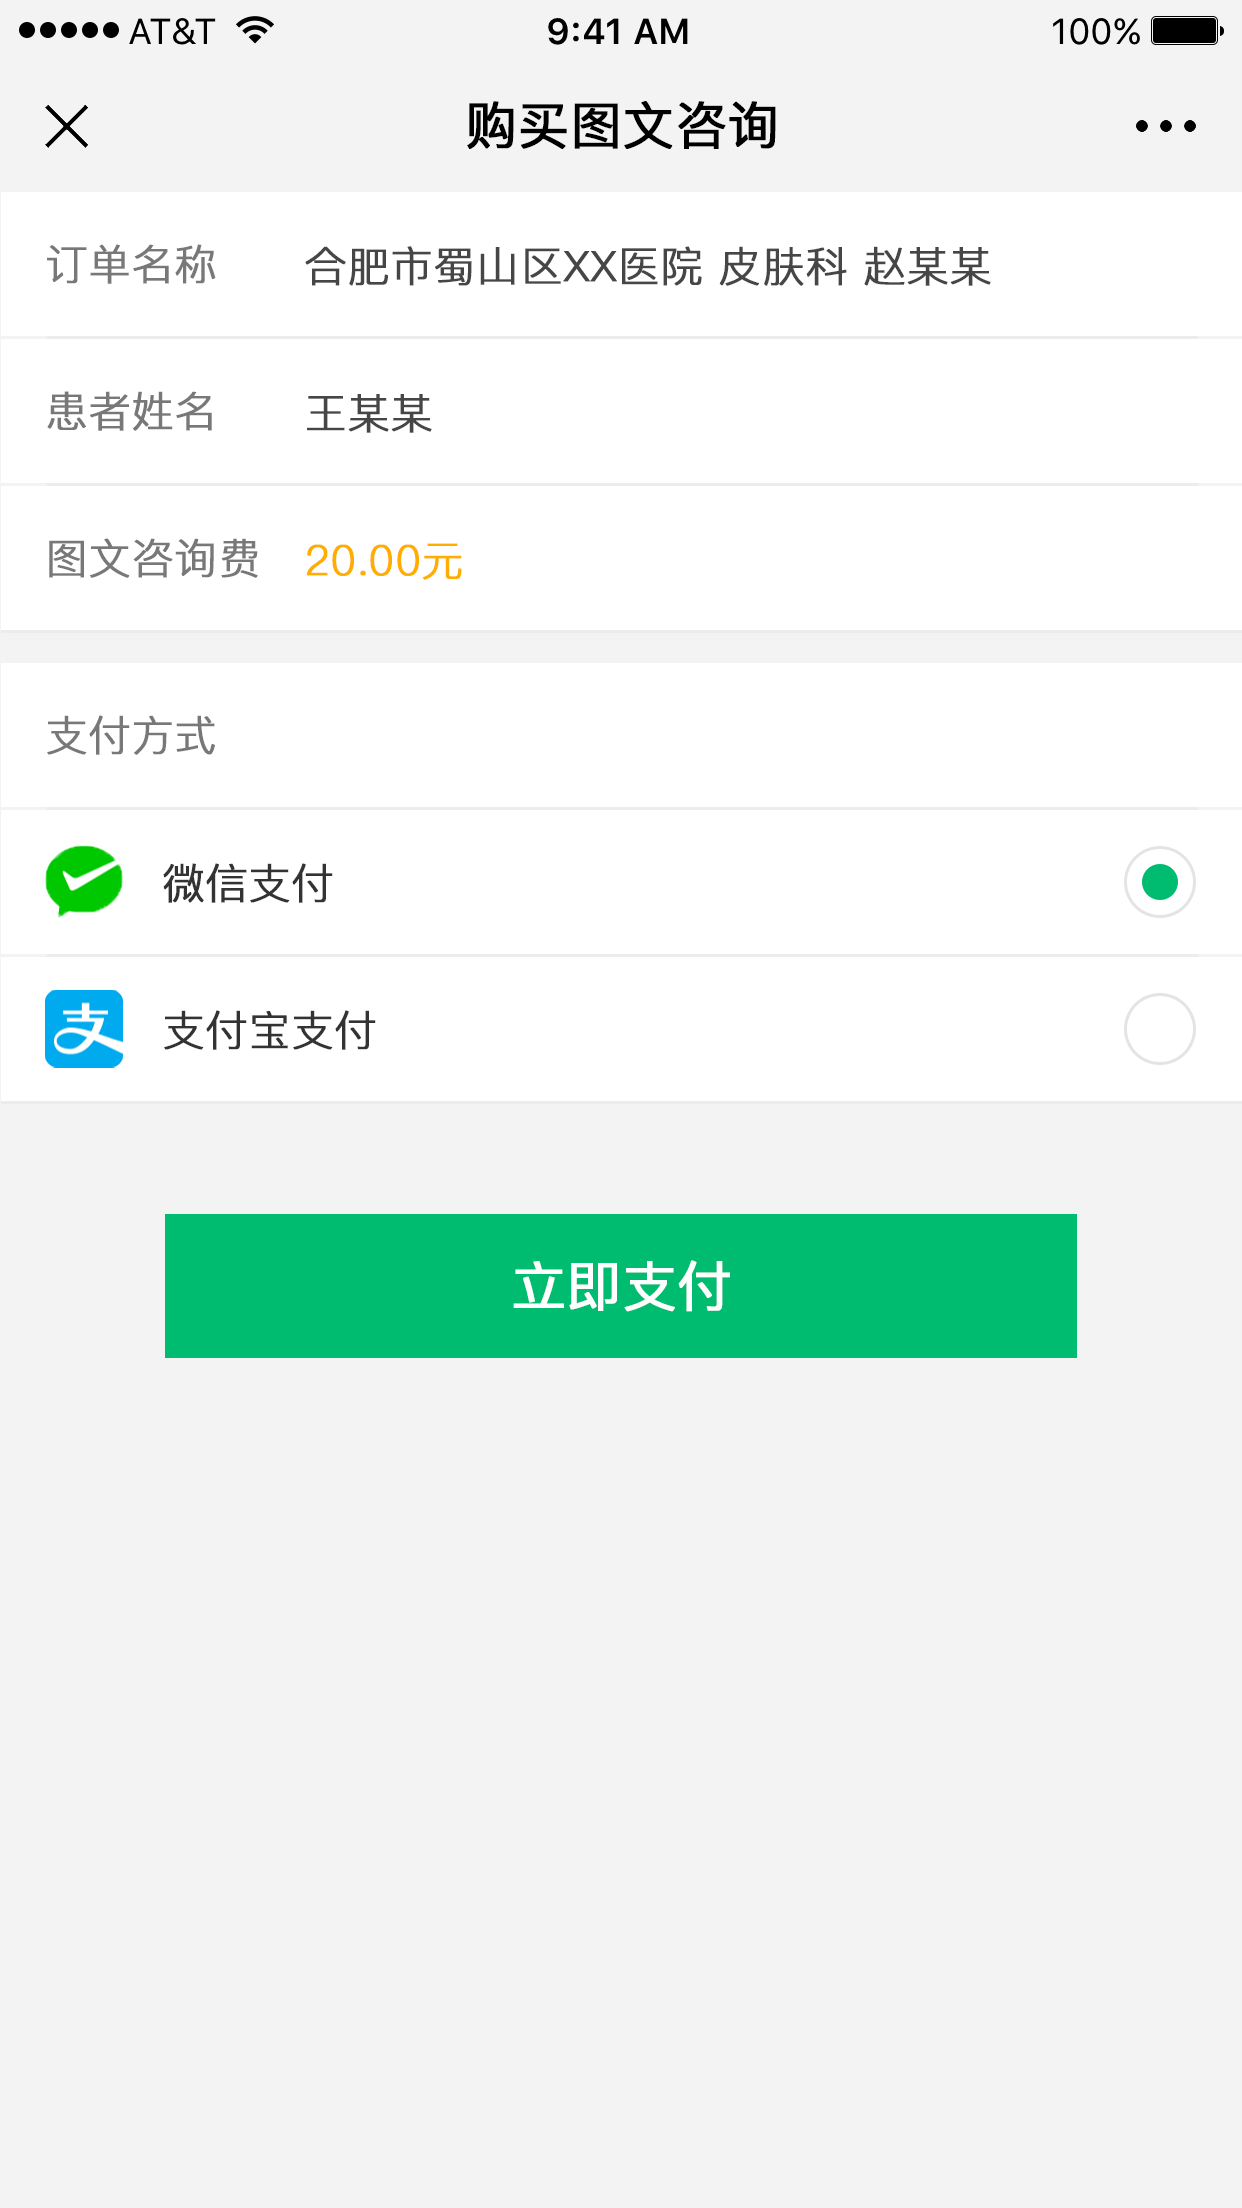 AT&T 9:41 AM 100%
购买图文咨询
订单名称 合肥市蜀山区XX医院 皮肤科 赵某某
患者姓名 王某某
图文咨询费 20.00元
支付方式
微信支付
支 支付宝支付
立即支付